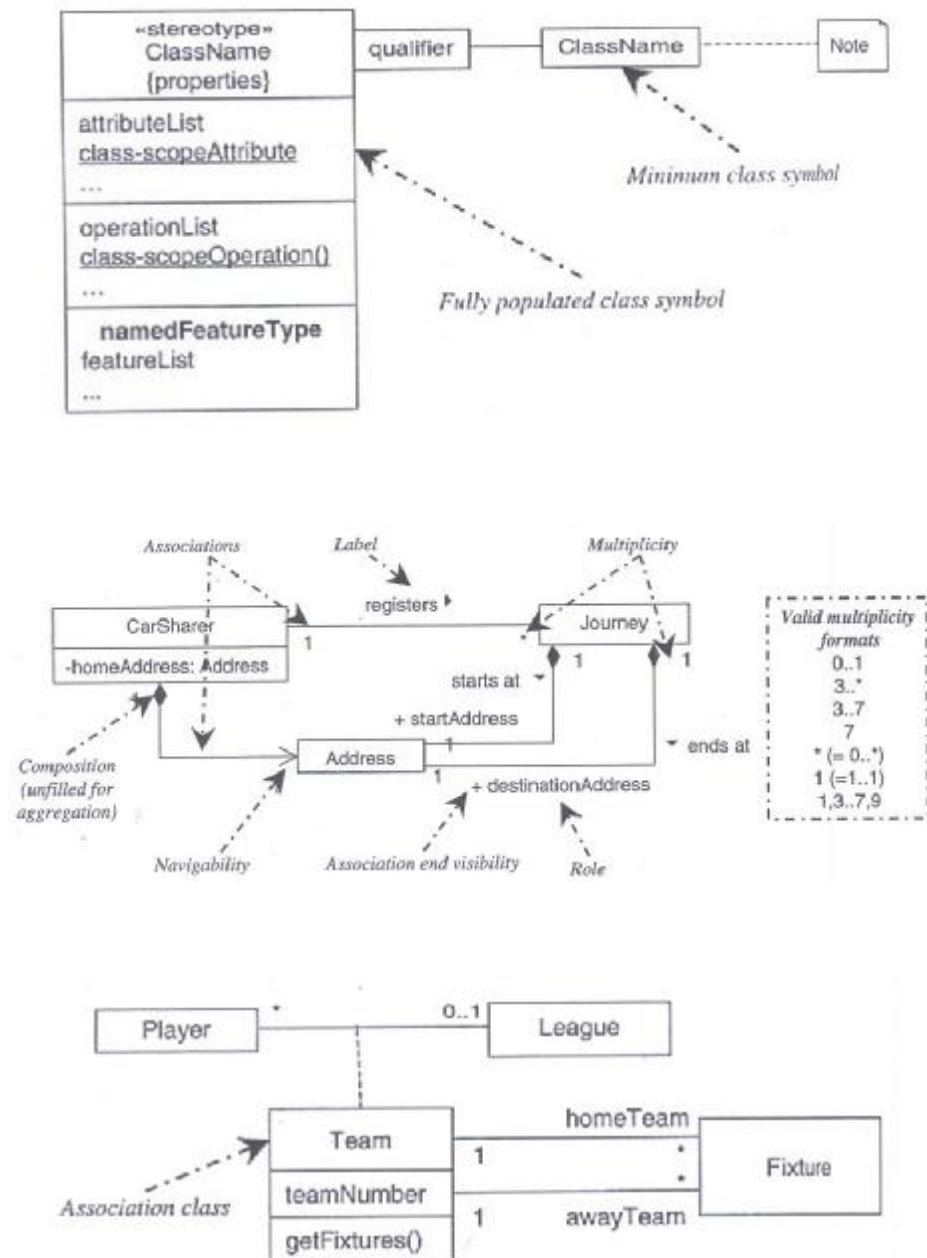 «stereotype»
ClassName
{properties}
qualifier
ClassName
Note
attributeList
class-scopeAttribute
...
Mininum class symbol
operationList
class-scopeOperation()
...
Fully populated class symbol
namedFeatureType
featureList
...
Associations
Label
Multiplicity
registers
CarSharer
1
*
Journey
-homeAddress: Address
1
1
starts at
+ startAddress
1
ends at
Address
1
+ destinationAddress
Composition
(unfilled for
aggregation)
Navigability
Association end visibility
Role
Valid multiplicity
formats
0..1
3..*
3..7
7
* (= 0..*)
1 (=1..1)
1,3..7,9
Player
*
0..1
League
Team
homeTeam
1
*
Fixture
teamNumber
*
1
awayTeam
getFixtures()
Association class